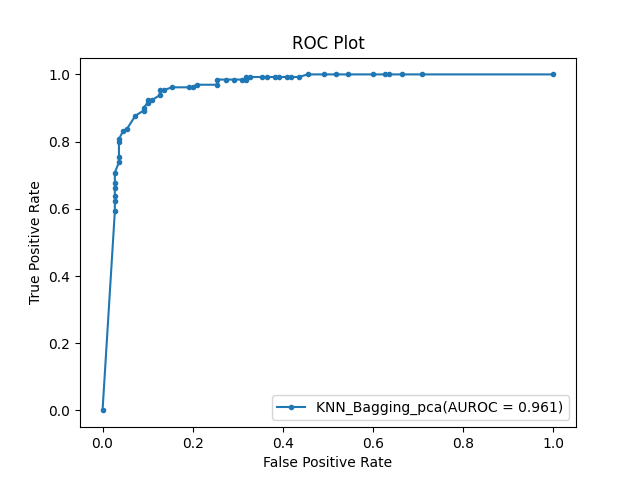 ROC Plot
1.0
0.8
0.6
0.4
0.2
0.0
True Positive Rate
KNN_Bagging_pca(AUROC = 0.961)
0.0 0.2 0.4 0.6 0.8 1.0
False Positive Rate